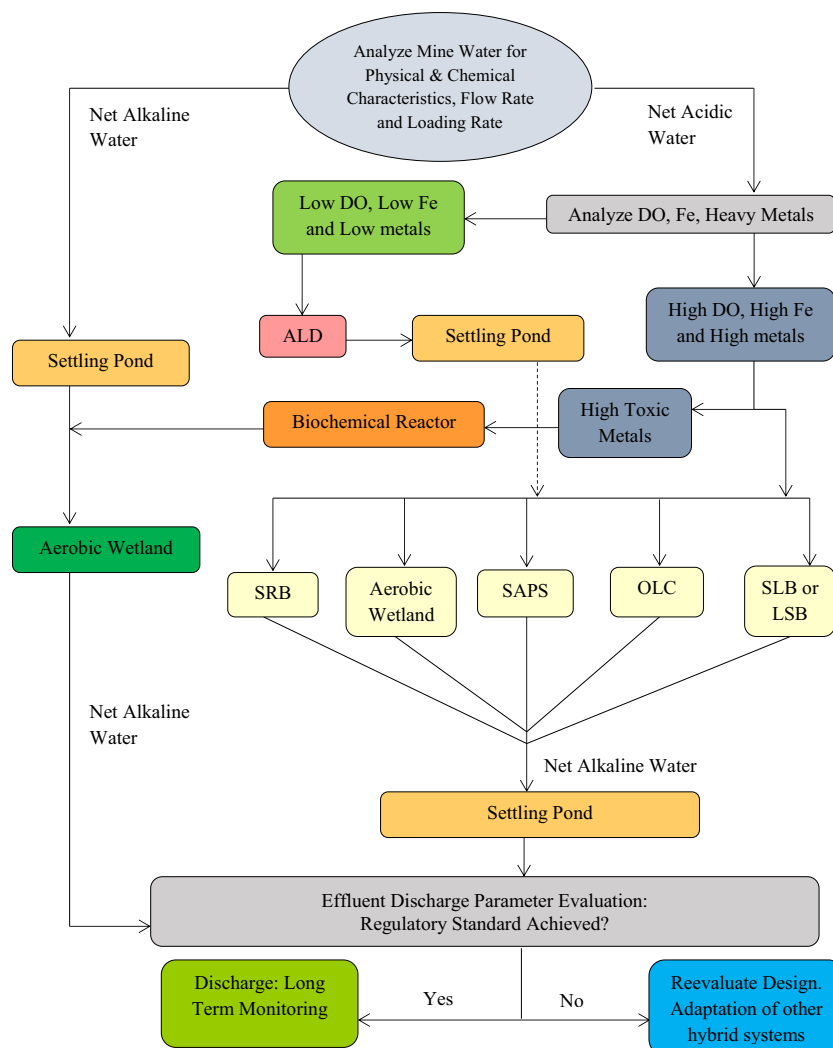 Analyze Mine Water for
Physical & Chemical
Characteristics, Flow Rate
and Loading Rate
Net Alkaline
Water
Net Acidic
Water
Low DO, Low Fe
and Low metals
Analyze DO, Fe, Heavy Metals
High DO, High Fe
and High metals
ALD
Settling Pond
Settling Pond
Biochemical Reactor
High Toxic
Metals
Aerobic Wetland
SRB
Aerobic
Wetland
SAPS
OLC
SLB or
LSB
Net Alkaline
Water
Net Alkaline Water
Settling Pond
Effluent Discharge Parameter Evaluation:
Regulatory Standard Achieved?
Discharge: Long
Term Monitoring
Yes
No
Reevaluate Design.
Adaptation of other
hybrid systems